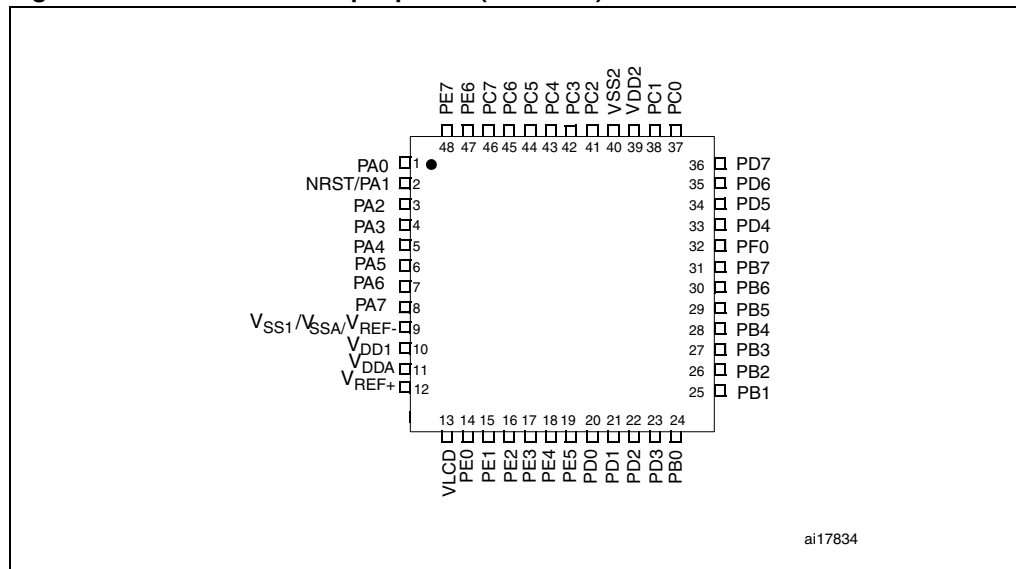 PE7 PE6 PC7 PC6 PC5 PC4 PC3 PC2 VSS2 VDD2 PC1 PC0
48 47 46 45 44 43 42 41 40 39 38 37
PA0 1 36 PD7
NRST/PA1 2 35 PD6
PA2 3 34 PD5
PA3 4 33 PD4
PA4 5 32 PF0
PA5 6 31 PB7
PA6 7 30 PB6
PA7 8 29 PB5
VSS1/VSSA/VREF- 9 28 PB4
VDD1 10 27 PB3
VDDA 11 26 PB2
VREF+ 12 25 PB1
13 14 15 16 17 18 19 20 21 22 23 24
VLCD PE0 PE1 PE2 PE3 PE4 PE5 PD0 PD1 PD2 PD3 PB0
ai17834